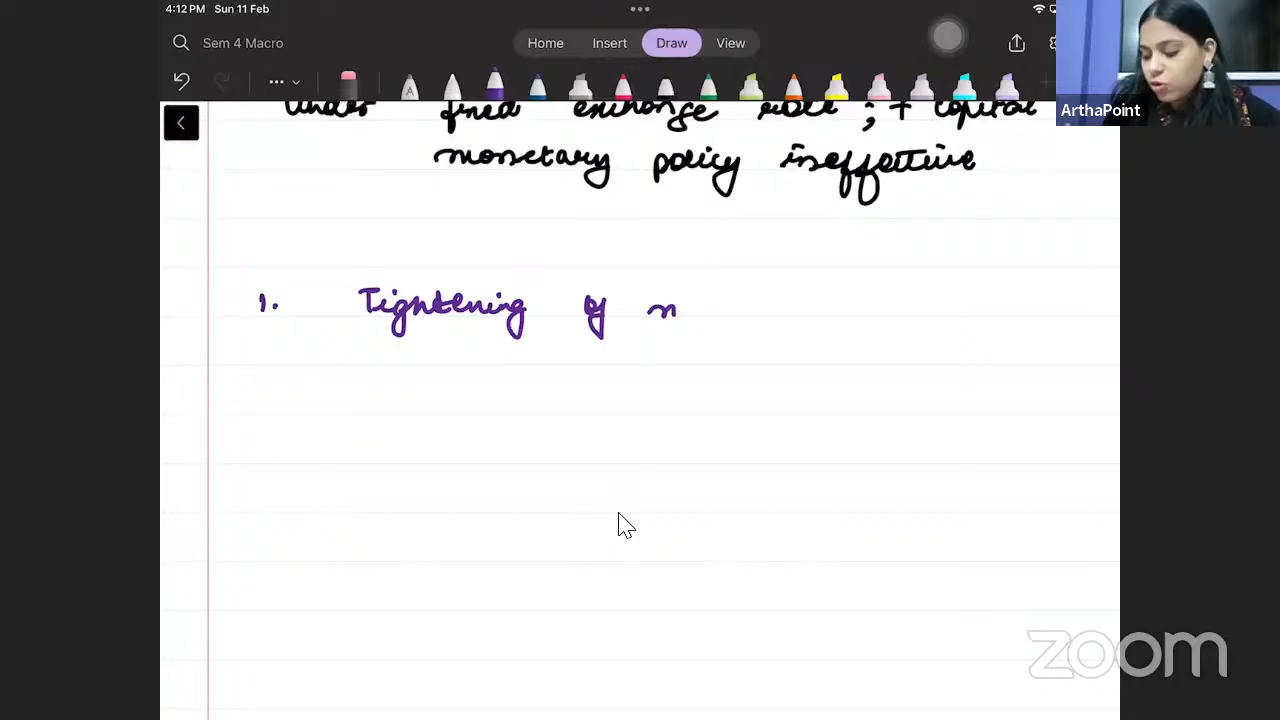 4:12 PM Sun 11 Feb
Sem 4 Macro
Home Insert Draw View
ArthaPoint
under fixed exchange rate ; + capital
monetary policy ineffective
1. Tightening of m
zoom